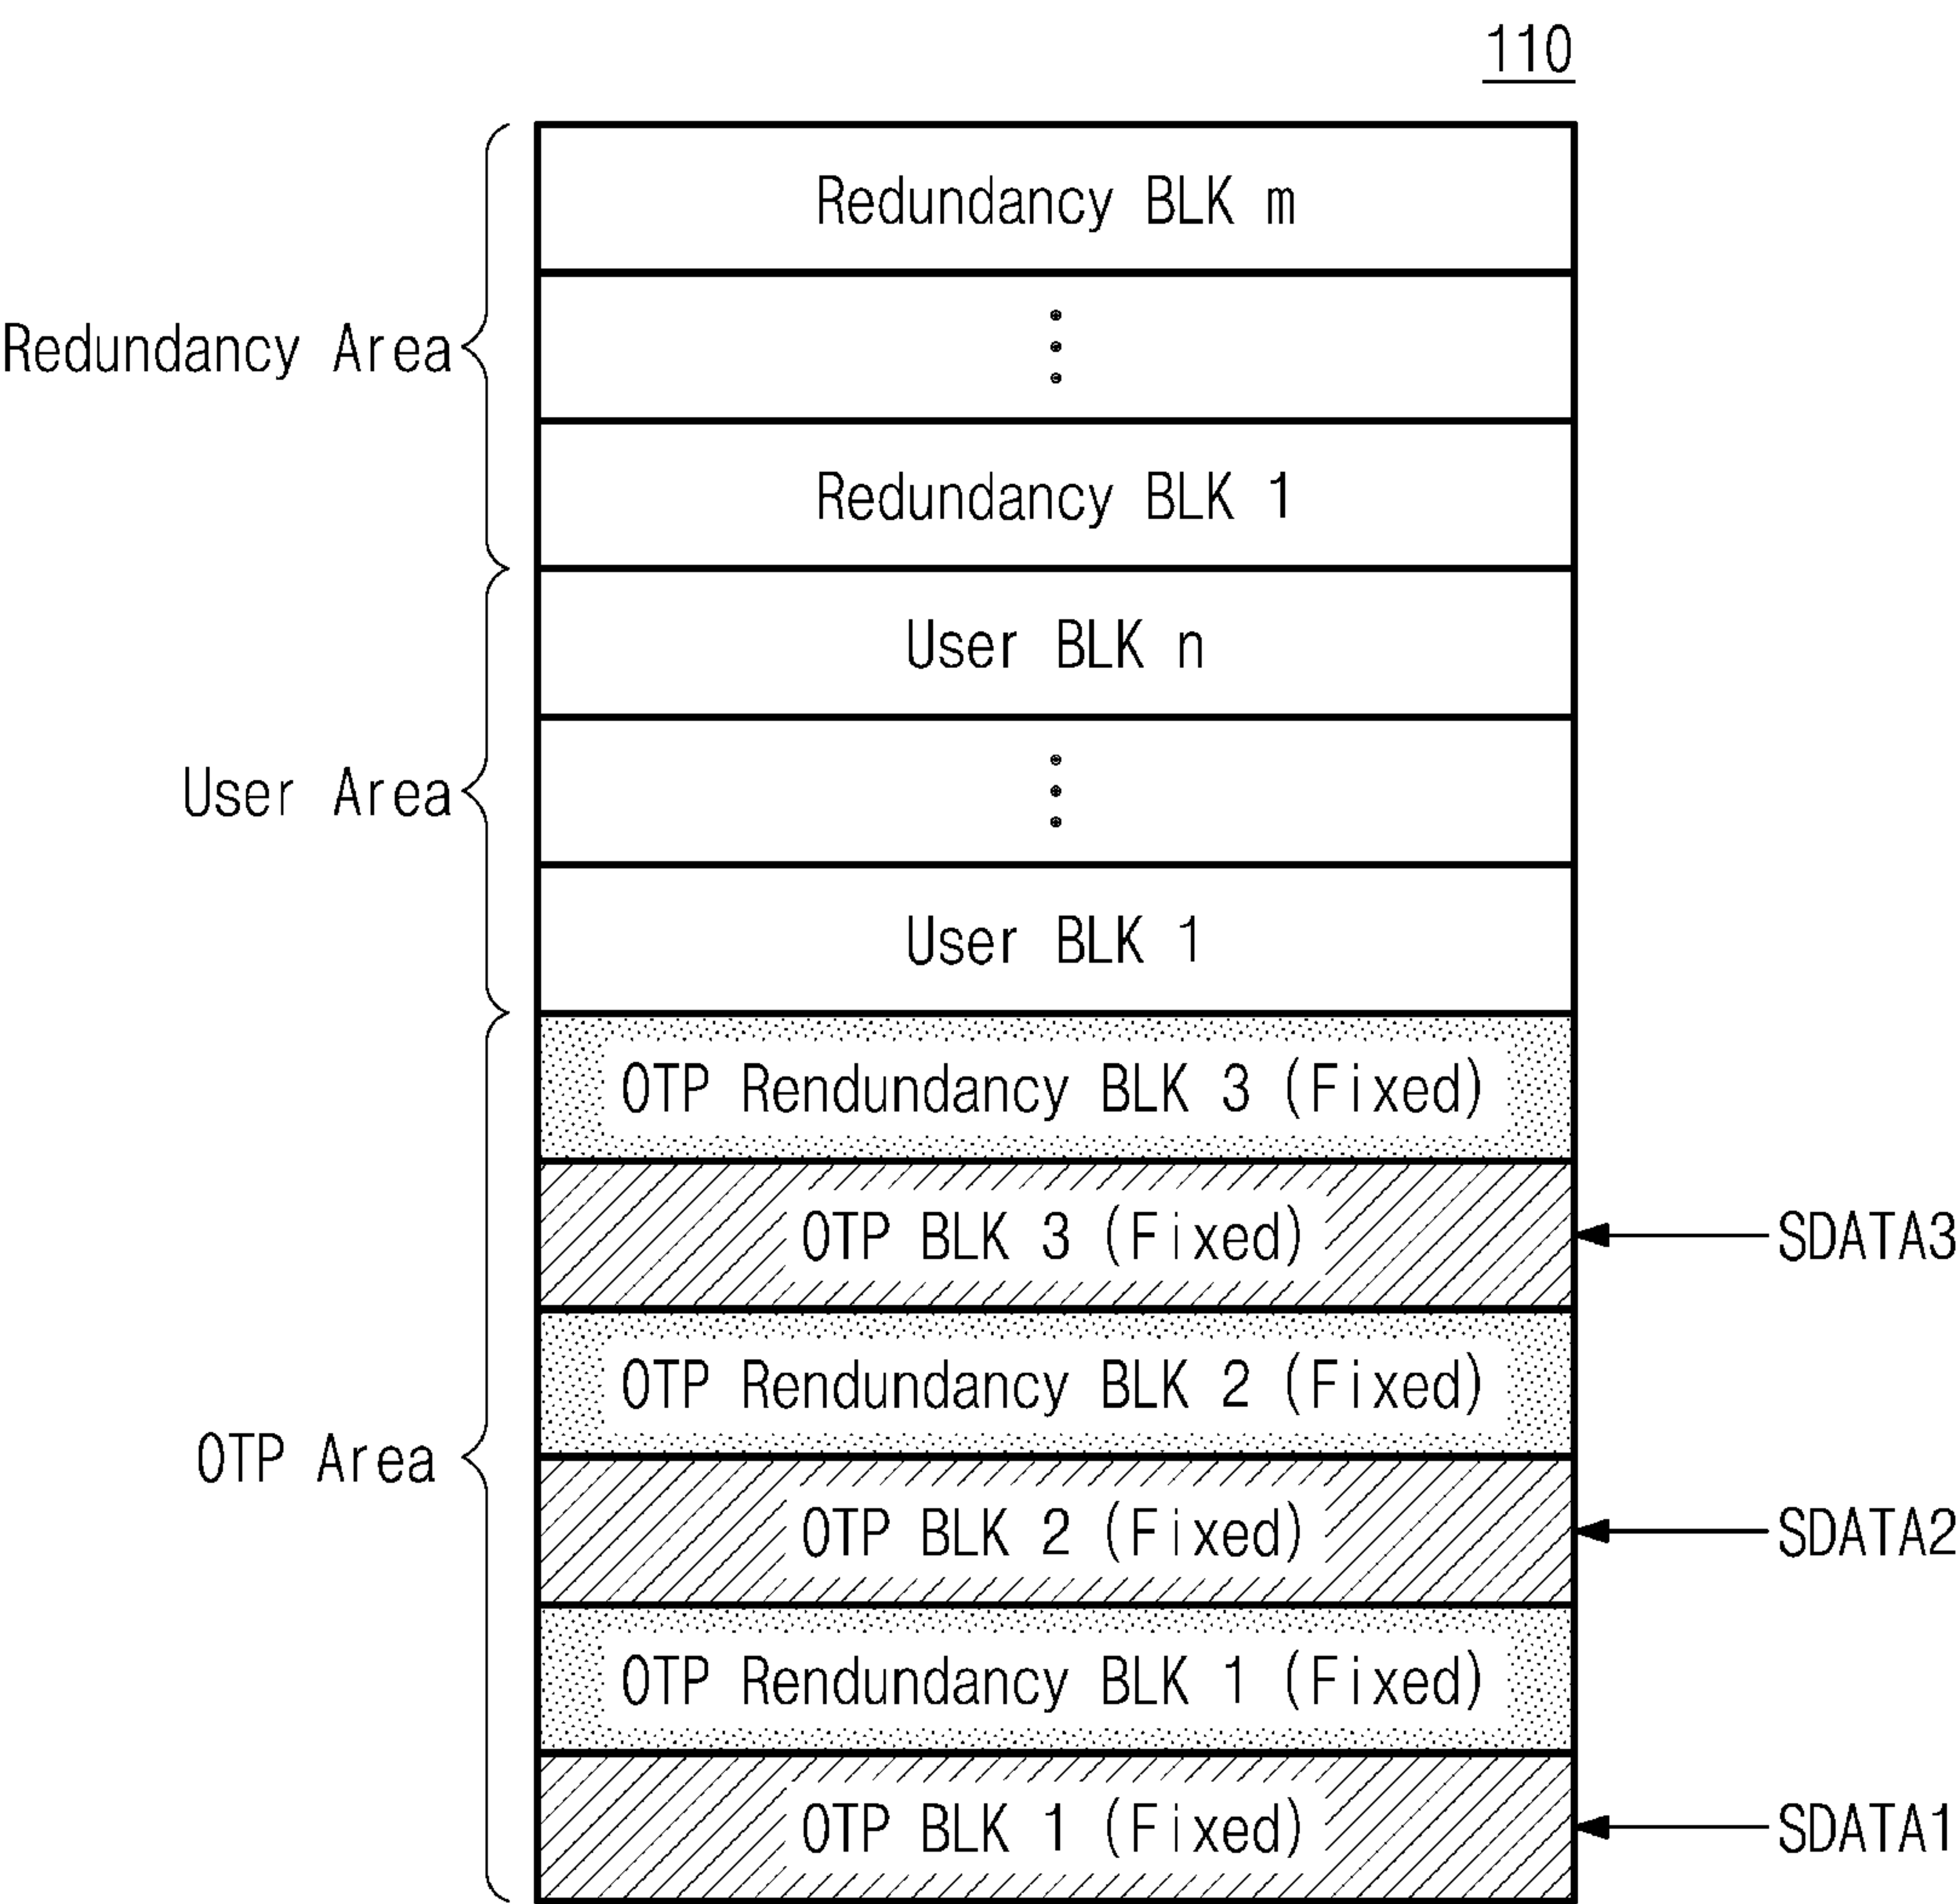 110
Redundancy BLK m
Redundancy Area
Redundancy BLK 1
User BLK n
User Area
User BLK 1
OTP Rendundancy BLK 3 (Fixed)
OTP BLK 3 (Fixed)
SDATA3
OTP Rendundancy BLK 2 (Fixed)
OTP Area
OTP BLK 2 (Fixed)
SDATA2
OTP Rendundancy BLK 1 (Fixed)
OTP BLK 1 (Fixed)
SDATA1